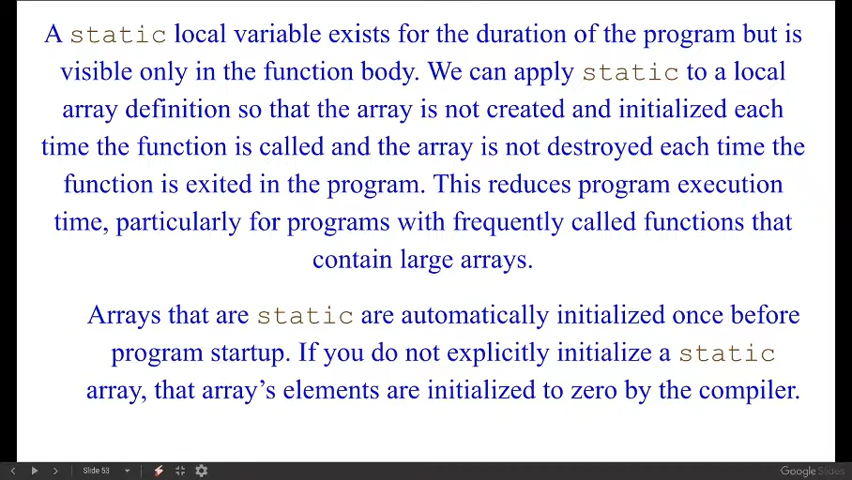 A static local variable exists for the duration of the program but is
visible only in the function body. We can apply static to a local
array definition so that the array is not created and initialized each
time the function is called and the array is not destroyed each time the
function is exited in the program. This reduces program execution
time, particularly for programs with frequently called functions that
contain large arrays.
Arrays that are static are automatically initialized once before
program startup. If you do not explicitly initialize a static
array, that array’s elements are initialized to zero by the compiler.
Slide 53
Google Slides